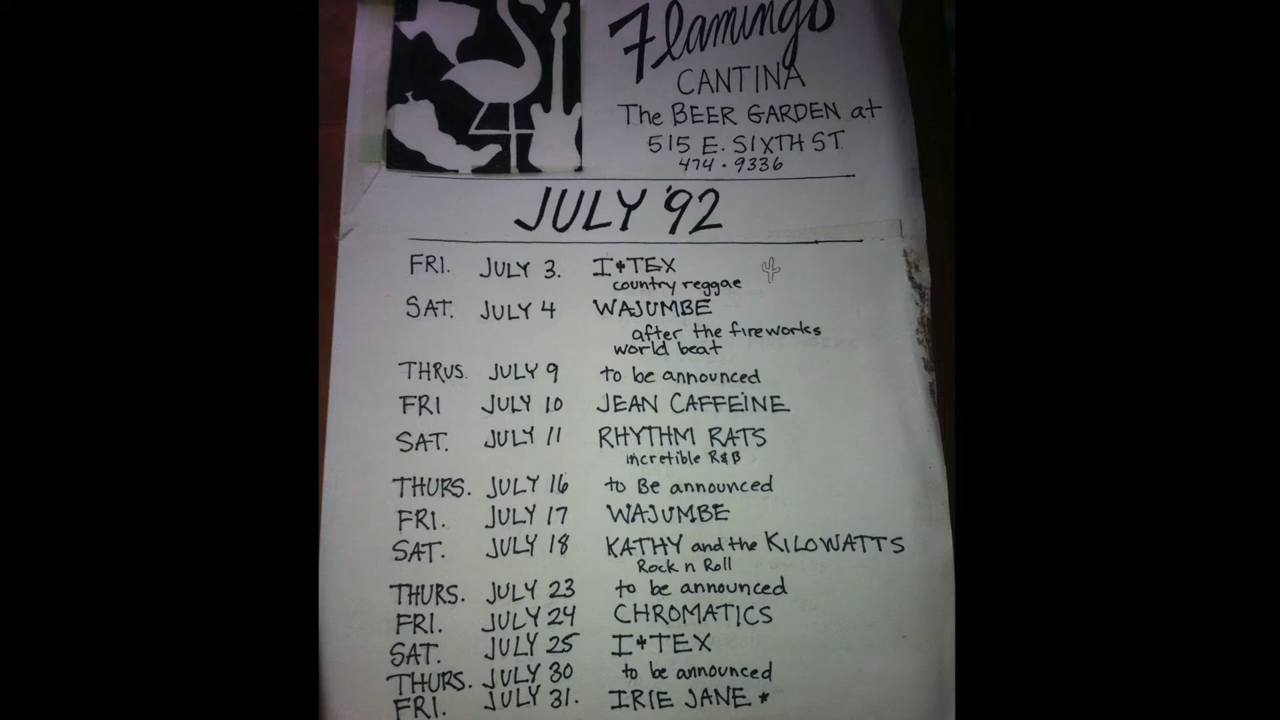 Flamingo
CANTINA
The BEER GARDEN at
515 E. SIXTH ST.
474 · 9336
JULY '92
FRI. JULY 3. I & TEX
country reggae
SAT. JULY 4 WAJUMBE
after the fireworks
world beat
THRUS JULY 9 to be announced
FRI JULY 10 JEAN CAFFEINE
SAT. JULY 11 RHYTHM RATS
incretible R&B
THURS. JULY 16 to Be announced
FRI. JULY 17 WAJUMBE
SAT. JULY 18 KATHY and the KILOWATTS
Rock n Roll
THURS. JULY 23 to be announced
FRI. JULY 24 CHROMATICS
SAT. JULY 25 I & TEX
THURS. JULY 30 to be announced
FRI. JULY 31. IRIE JANE *